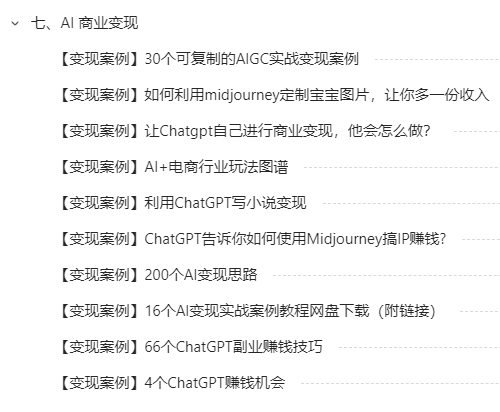 七、AI 商业变现
【变现案例】30个可复制的AIGC实战变现案例
【变现案例】如何利用midjourney定制宝宝图片，让你多一份收入
【变现案例】让Chatgpt自己进行商业变现，他会怎么做？
【变现案例】AI+电商行业玩法图谱
【变现案例】利用ChatGPT写小说变现
【变现案例】ChatGPT告诉你如何使用Midjourney搞IP赚钱？
【变现案例】200个AI变现思路
【变现案例】16个AI变现实战案例教程网盘下载（附链接）
【变现案例】66个ChatGPT副业赚钱技巧
【变现案例】4个ChatGPT赚钱机会